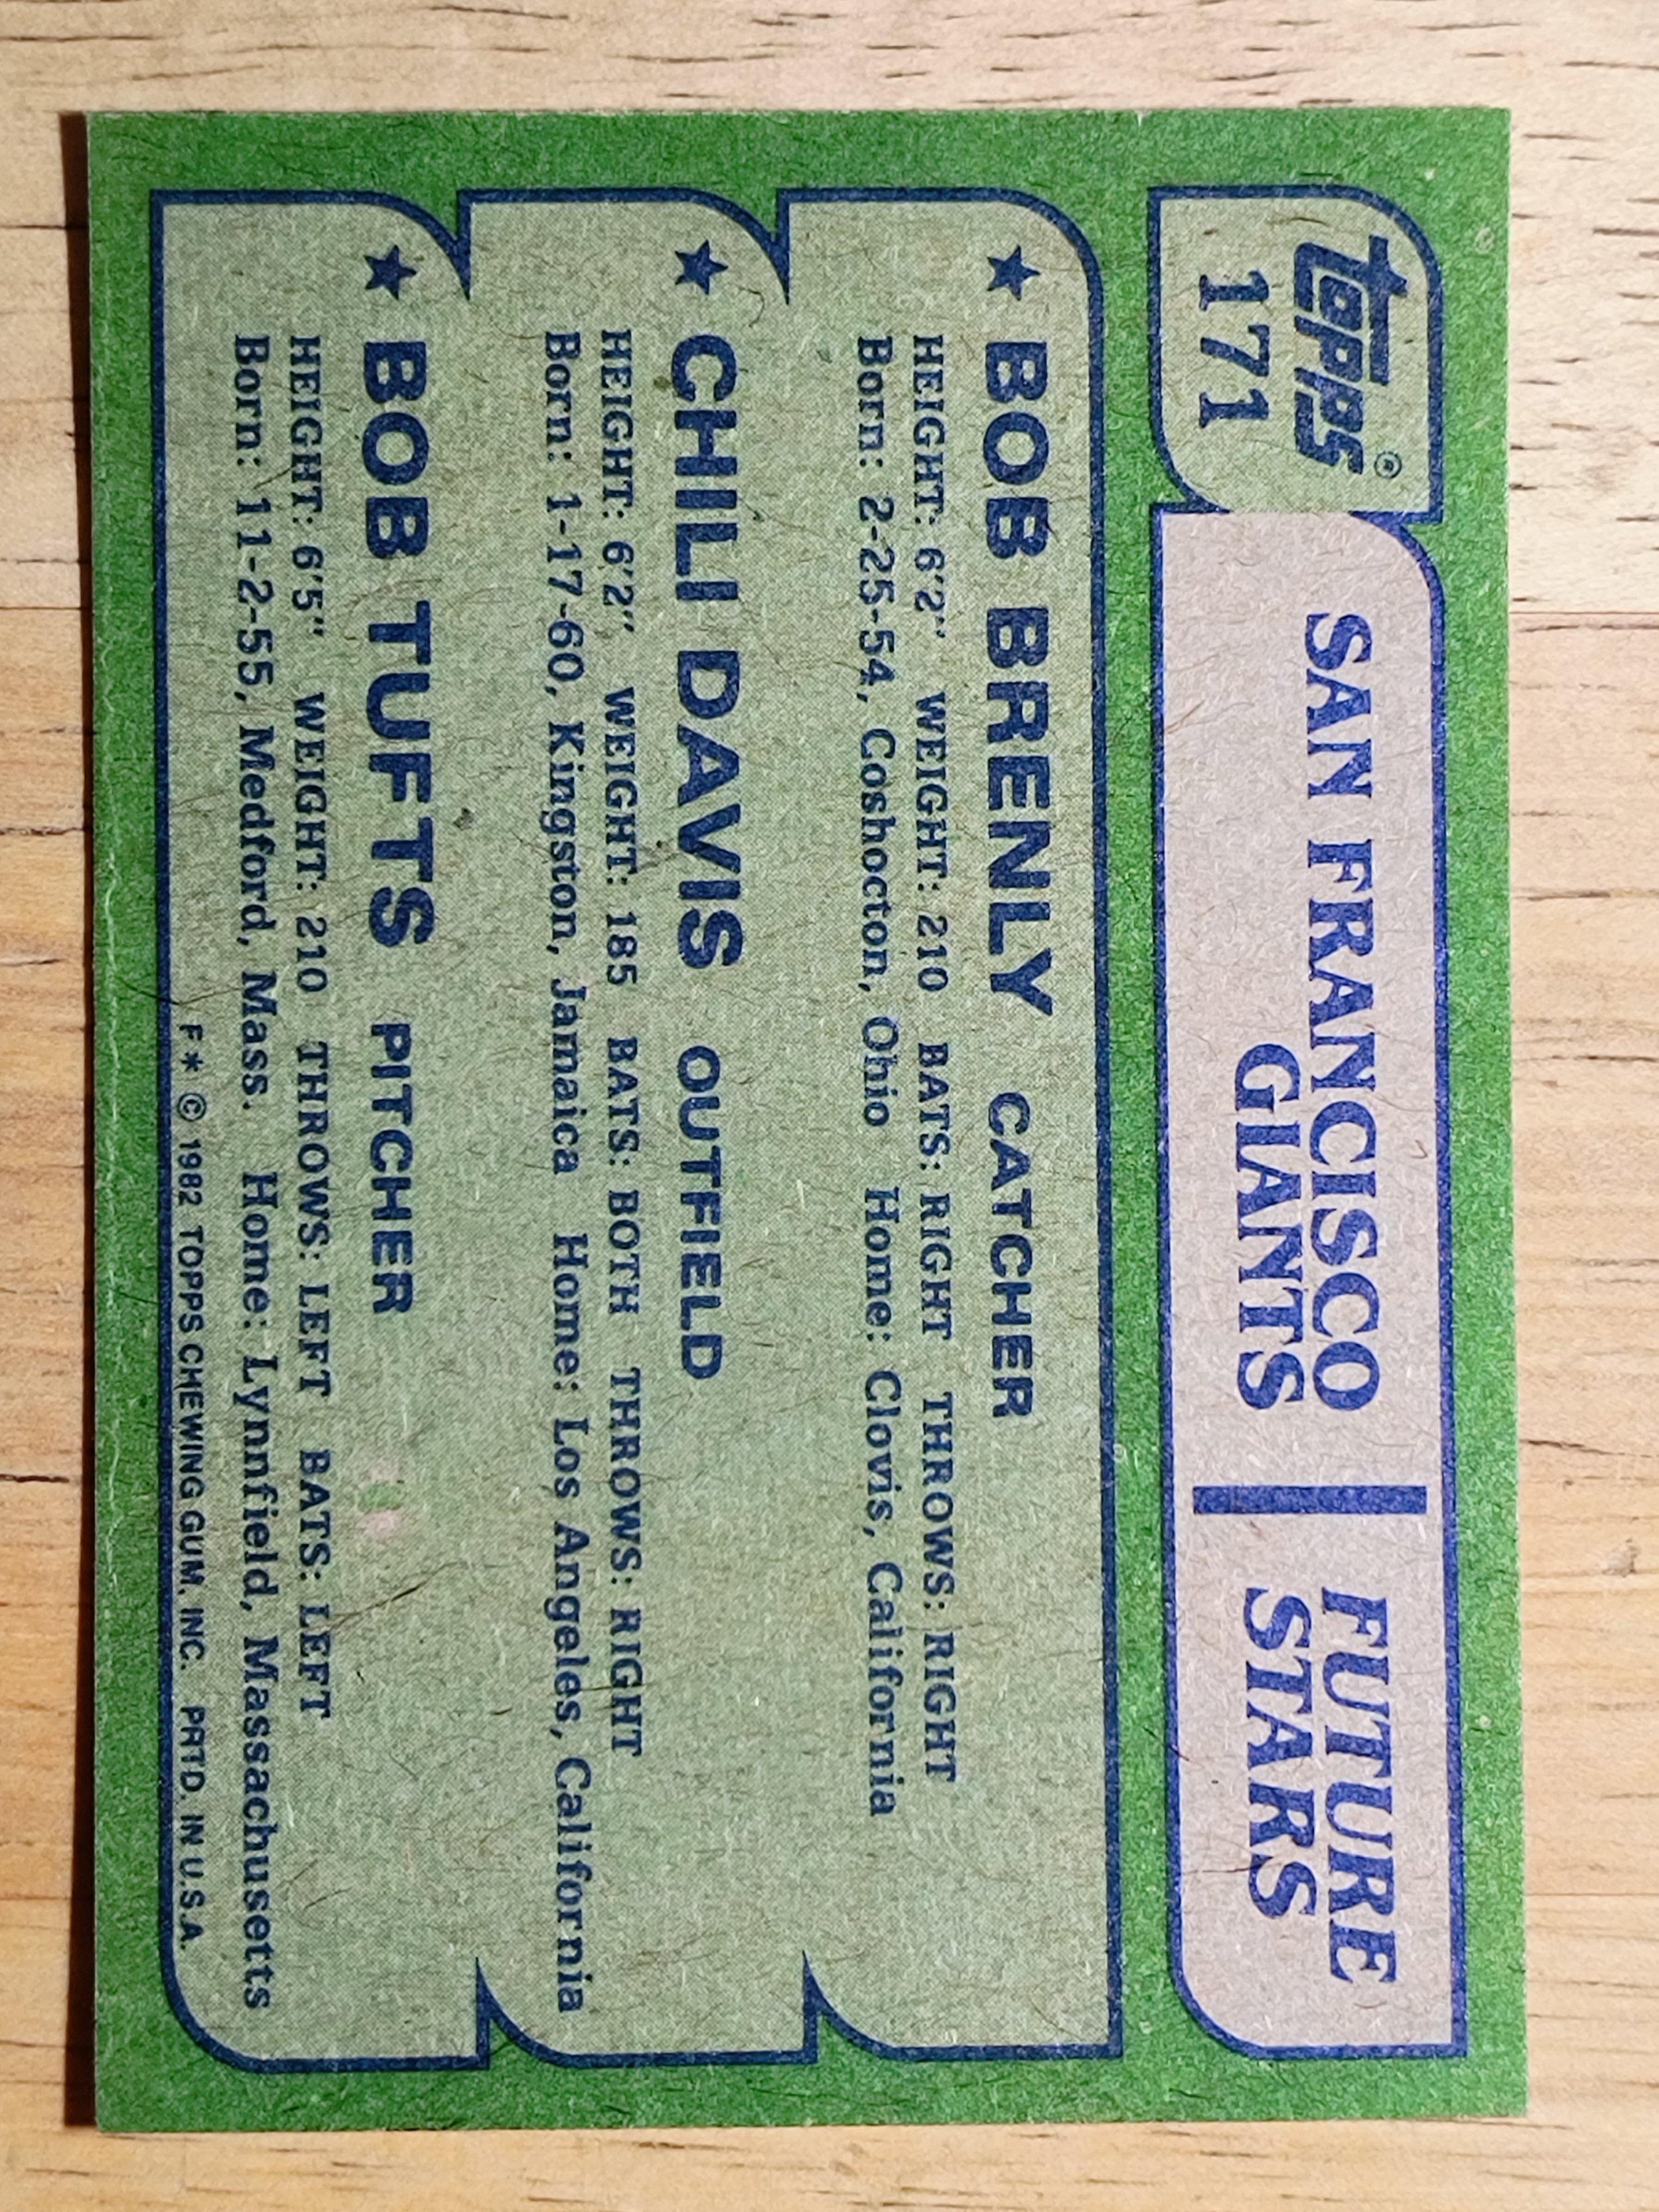 topps®
171
SAN FRANCISCO
GIANTS
FUTURE
STARS
★ BOB BRENLY CATCHER
HEIGHT: 6'2" WEIGHT: 210 BATS: RIGHT THROWS: RIGHT
Born: 2-25-54, Coshocton, Ohio Home: Clovis, California
★ CHILI DAVIS OUTFIELD
HEIGHT: 6'2" WEIGHT: 185 BATS: BOTH THROWS: RIGHT
Born: 1-17-60, Kingston, Jamaica Home: Los Angeles, California
★ BOB TUFTS PITCHER
HEIGHT: 6'5" WEIGHT: 210 THROWS: LEFT BATS: LEFT
Born: 11-2-55, Medford, Mass. Home: Lynnfield, Massachusetts
F* © 1982 TOPPS CHEWING GUM, INC. PRTD. IN U.S.A.